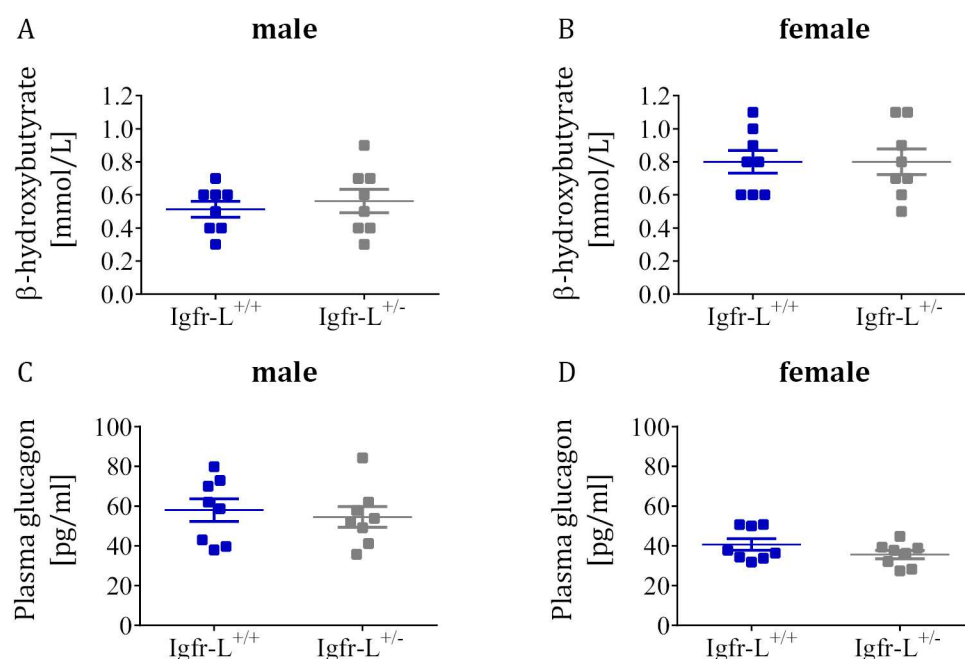 A male
β-hydroxybutyrate
[mmol/L]
1.2
1.0
0.8
0.6
0.4
0.2
0.0
Igfr-L+/+ Igfr-L+/-
B female
β-hydroxybutyrate
[mmol/L]
1.2
1.0
0.8
0.6
0.4
0.2
0.0
Igfr-L+/+ Igfr-L+/-
C male
Plasma glucagon
[pg/ml]
100
80
60
40
20
0
Igfr-L+/+ Igfr-L+/-
D female
Plasma glucagon
[pg/ml]
100
80
60
40
20
0
Igfr-L+/+ Igfr-L+/-